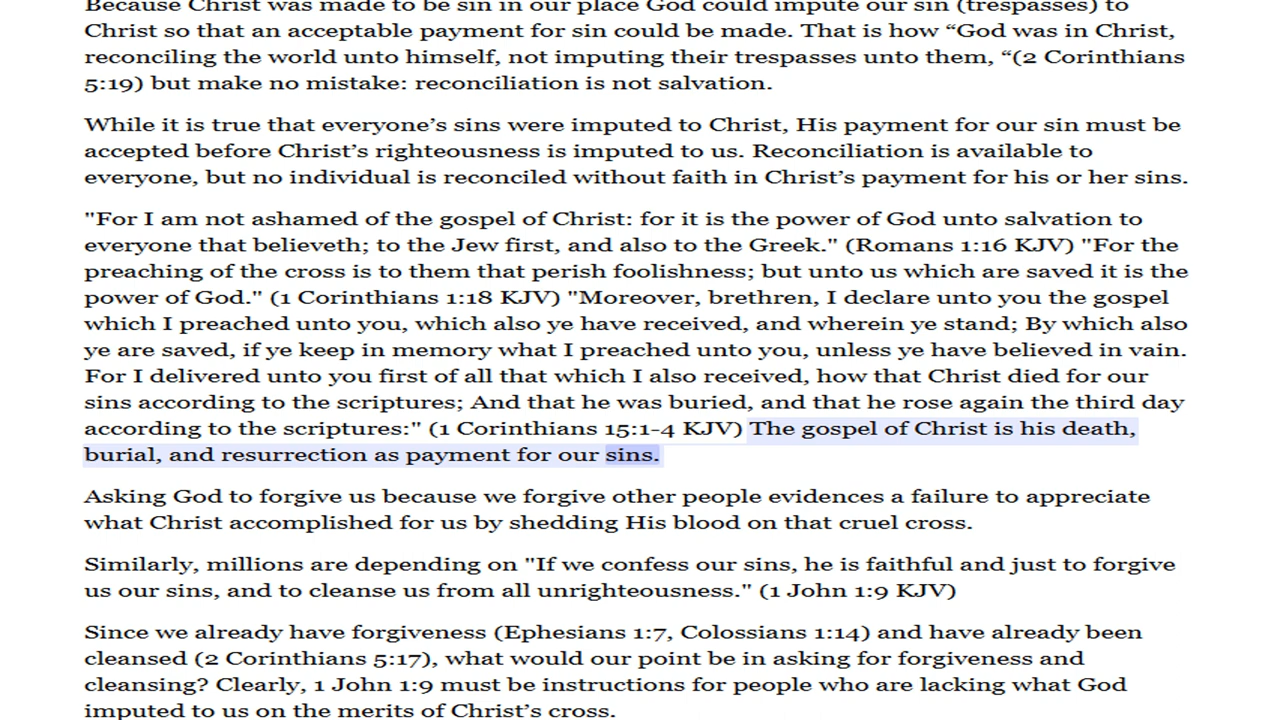 Because Christ was made to be sin in our place God could impute our sin (trespasses) to
Christ so that an acceptable payment for sin could be made. That is how “God was in Christ,
reconciling the world unto himself, not imputing their trespasses unto them, “(2 Corinthians
5:19) but make no mistake: reconciliation is not salvation.
While it is true that everyone’s sins were imputed to Christ, His payment for our sin must be
accepted before Christ’s righteousness is imputed to us. Reconciliation is available to
everyone, but no individual is reconciled without faith in Christ’s payment for his or her sins.
"For I am not ashamed of the gospel of Christ: for it is the power of God unto salvation to
everyone that believeth; to the Jew first, and also to the Greek." (Romans 1:16 KJV) "For the
preaching of the cross is to them that perish foolishness; but unto us which are saved it is the
power of God." (1 Corinthians 1:18 KJV) "Moreover, brethren, I declare unto you the gospel
which I preached unto you, which also ye have received, and wherein ye stand; By which also
ye are saved, if ye keep in memory what I preached unto you, unless ye have believed in vain.
For I delivered unto you first of all that which I also received, how that Christ died for our
sins according to the scriptures; And that he was buried, and that he rose again the third day
according to the scriptures:" (1 Corinthians 15:1-4 KJV) The gospel of Christ is his death,
burial, and resurrection as payment for our sins.
Asking God to forgive us because we forgive other people evidences a failure to appreciate
what Christ accomplished for us by shedding His blood on that cruel cross.
Similarly, millions are depending on "If we confess our sins, he is faithful and just to forgive
us our sins, and to cleanse us from all unrighteousness." (1 John 1:9 KJV)
Since we already have forgiveness (Ephesians 1:7, Colossians 1:14) and have already been
cleansed (2 Corinthians 5:17), what would our point be in asking for forgiveness and
cleansing? Clearly, 1 John 1:9 must be instructions for people who are lacking what God
imputed to us on the merits of Christ’s cross.